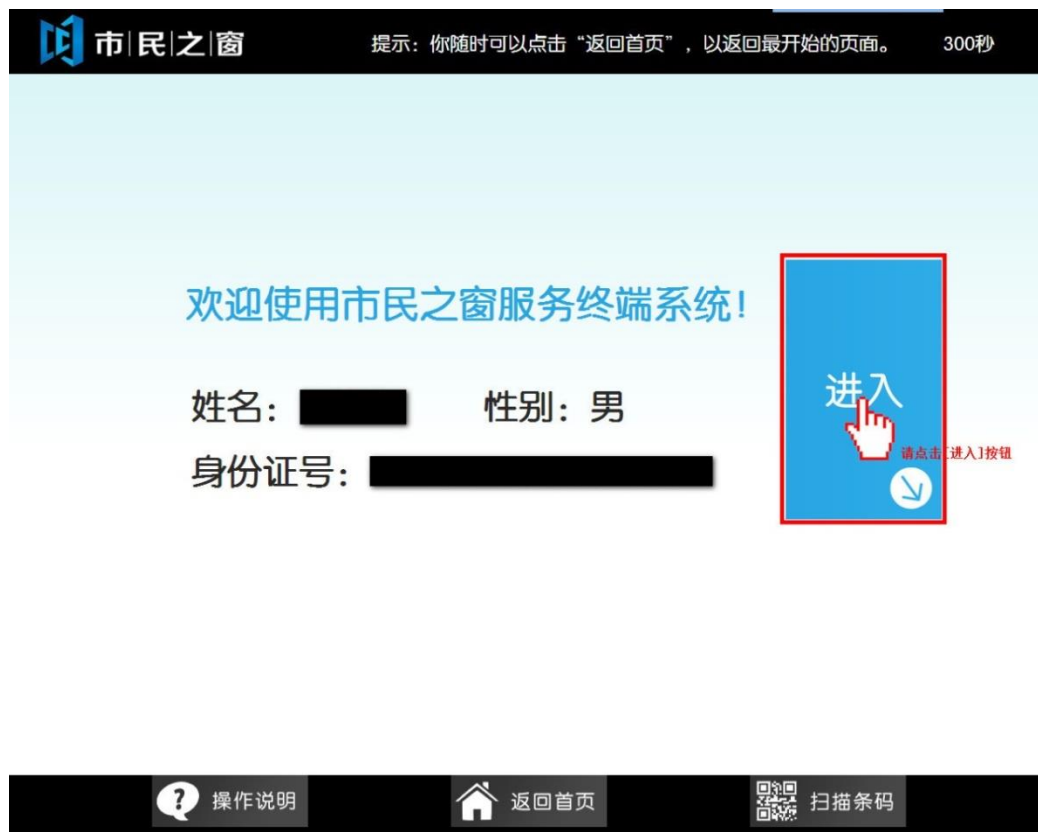 市民之窗
提示：你随时可以点击“返回首页”，以返回最开始的页面。
300秒
欢迎使用市民之窗服务终端系统！
姓名： 性别：男
身份证号：
进入
请点击[进入]按钮
操作说明
返回首页
扫描条码